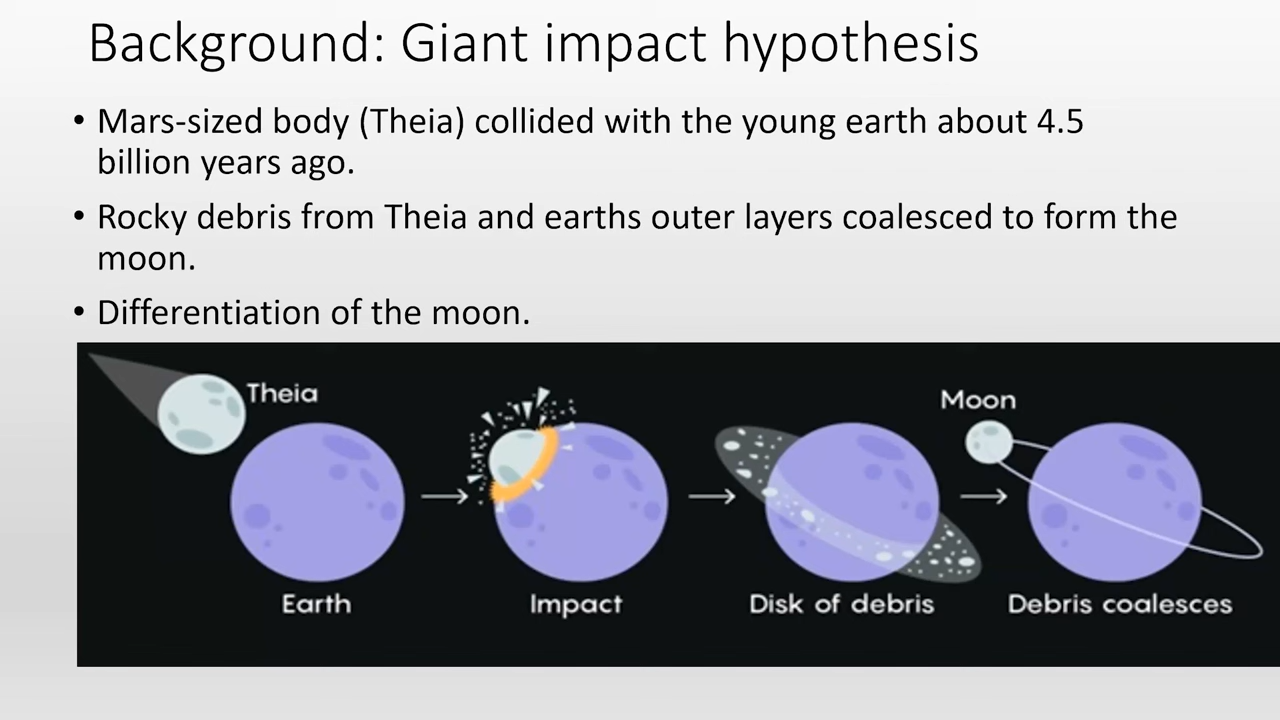 Background: Giant impact hypothesis
• Mars-sized body (Theia) collided with the young earth about 4.5
billion years ago.
• Rocky debris from Theia and earths outer layers coalesced to form the
moon.
• Differentiation of the moon.
Theia
Moon
Earth
Impact
Disk of debris
Debris coalesces